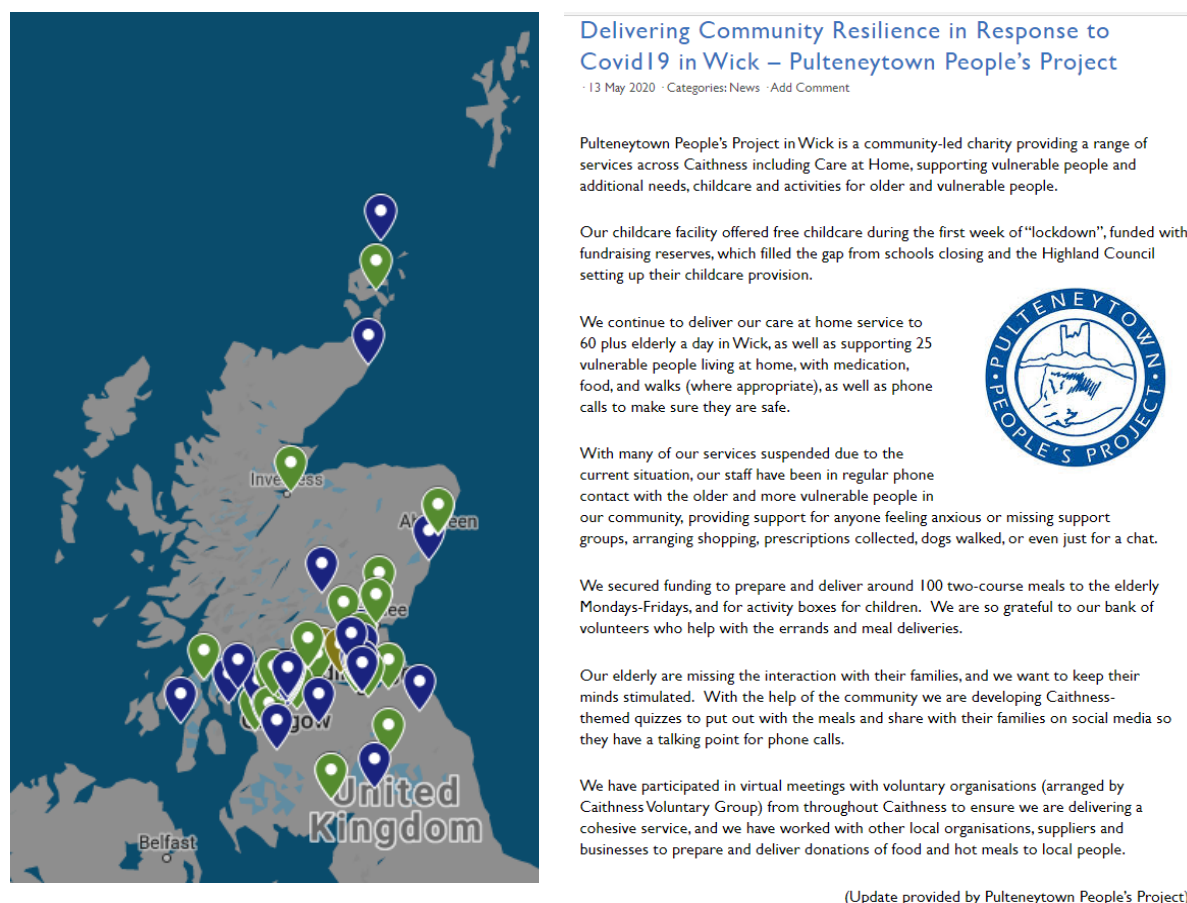 Inverness
Aberdeen
Glasgow
United
Kingdom
Belfast
Delivering Community Resilience in Response to
Covid19 in Wick – Pulteneytown People's Project
· 13 May 2020 · Categories: News · Add Comment
Pulteneytown People's Project in Wick is a community-led charity providing a range of
services across Caithness including Care at Home, supporting vulnerable people and
additional needs, childcare and activities for older and vulnerable people.
Our childcare facility offered free childcare during the first week of "lockdown", funded with
fundraising reserves, which filled the gap from schools closing and the Highland Council
setting up their childcare provision.
We continue to deliver our care at home service to
60 plus elderly a day in Wick, as well as supporting 25
vulnerable people living at home, with medication,
food, and walks (where appropriate), as well as phone
calls to make sure they are safe.
PULTENEYTOWN
· PEOPLE'S PROJECT ·
With many of our services suspended due to the
current situation, our staff have been in regular phone
contact with the older and more vulnerable people in
our community, providing support for anyone feeling anxious or missing support
groups, arranging shopping, prescriptions collected, dogs walked, or even just for a chat.
We secured funding to prepare and deliver around 100 two-course meals to the elderly
Mondays-Fridays, and for activity boxes for children.  We are so grateful to our bank of
volunteers who help with the errands and meal deliveries.
Our elderly are missing the interaction with their families, and we want to keep their
minds stimulated.  With the help of the community we are developing Caithness-
themed quizzes to put out with the meals and share with their families on social media so
they have a talking point for phone calls.
We have participated in virtual meetings with voluntary organisations (arranged by
Caithness Voluntary Group) from throughout Caithness to ensure we are delivering a
cohesive service, and we have worked with other local organisations, suppliers and
businesses to prepare and deliver donations of food and hot meals to local people.
(Update provided by Pulteneytown People's Project)